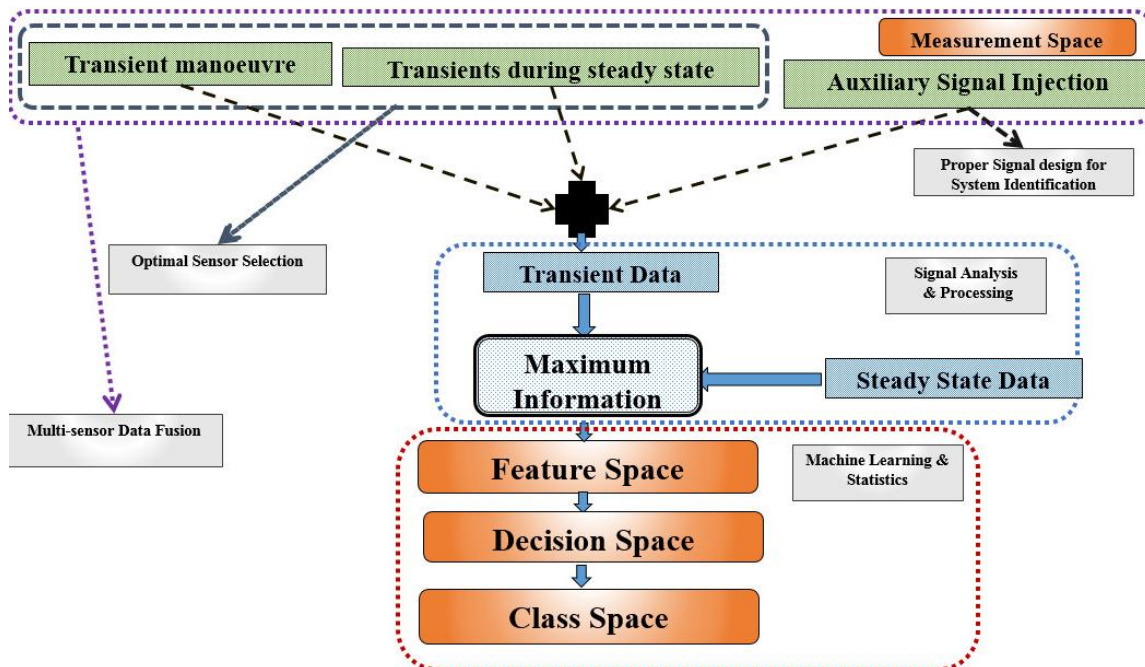 Measurement Space
Transient manoeuvre
Transients during steady state
Auxiliary Signal Injection
Proper Signal design for
System Identification
Optimal Sensor Selection
Transient Data
Signal Analysis
& Processing
Maximum
Information
Steady State Data
Multi-sensor Data Fusion
Feature Space
Machine Learning &
Statistics
Decision Space
Class Space